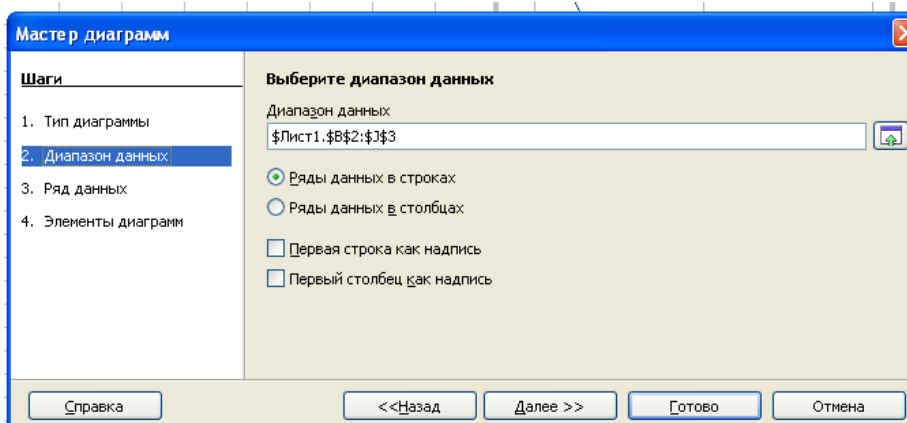 Мастер диаграмм
Шаги
1. Тип диаграммы
2. Диапазон данных
3. Ряд данных
4. Элементы диаграмм
Выберите диапазон данных
Диапазон данных
$Лист1.$B$2:$J$3
Ряды данных в строках
Ряды данных в столбцах
Первая строка как надпись
Первый столбец как надпись
Справка
<<Назад
Далее >>
Готово
Отмена